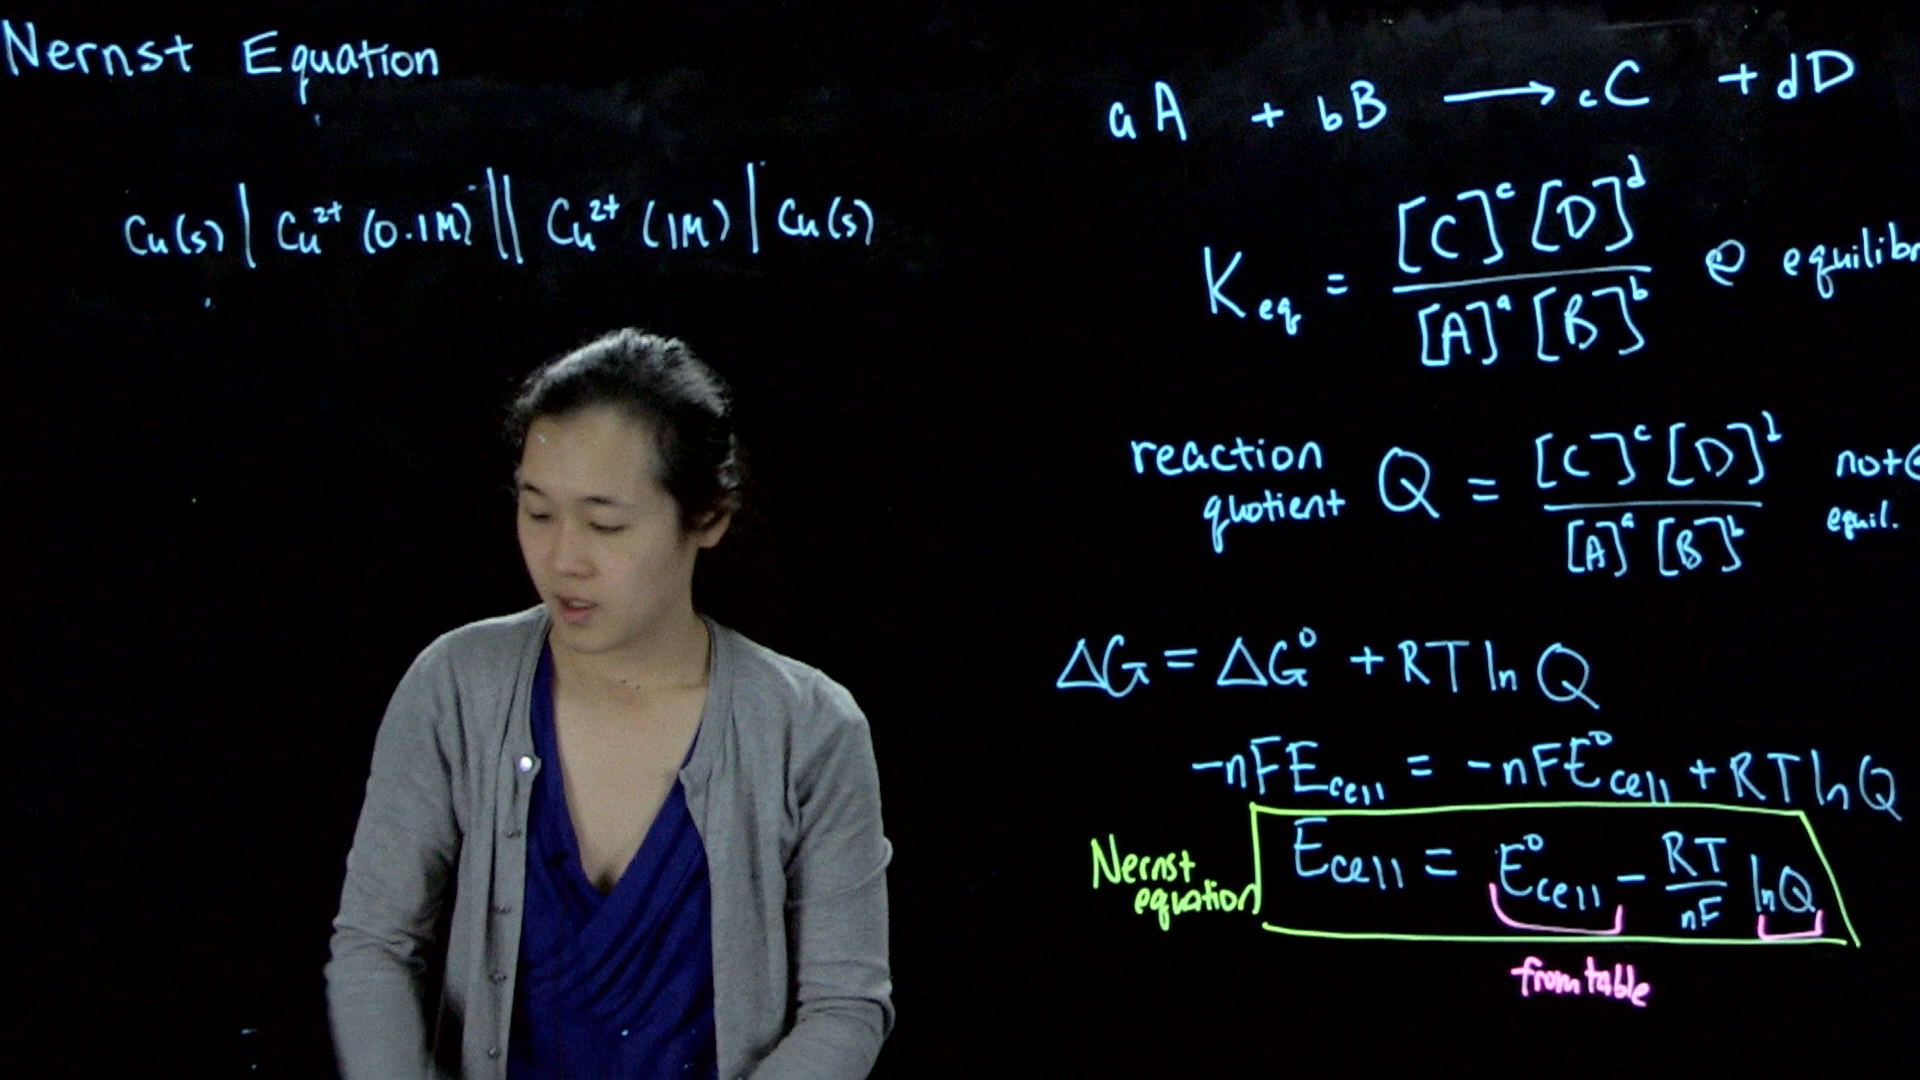 Nernst Equation
Cu(s) | Cu²⁺ (0.1M) || Cu²⁺ (1M) | Cu(s)
aA + bB → cC + dD
Keq = [C]ᶜ [D]ᵈ / [A]ᵃ [B]ᵇ @ equilibr
reaction quotient Q = [C]ᶜ [D]ᵈ / [A]ᵃ [B]ᵇ not @ equil.
ΔG = ΔG° + RT ln Q
-nFEcell = -nFE°cell + RT ln Q
Nernst equation
Ecell = E°cell - RT/nF lnQ
from table